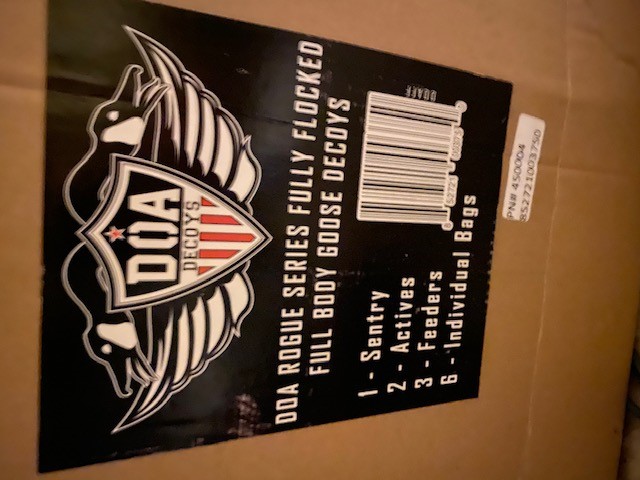 DOA
DECOYS
DOA ROGUE SERIES FULLY FLOCKED
FULL BODY GOOSE DECOYS
1 - Sentry
2 - Actives
3 - Feeders
6 - Individual Bags
PN# 450004
852721003750